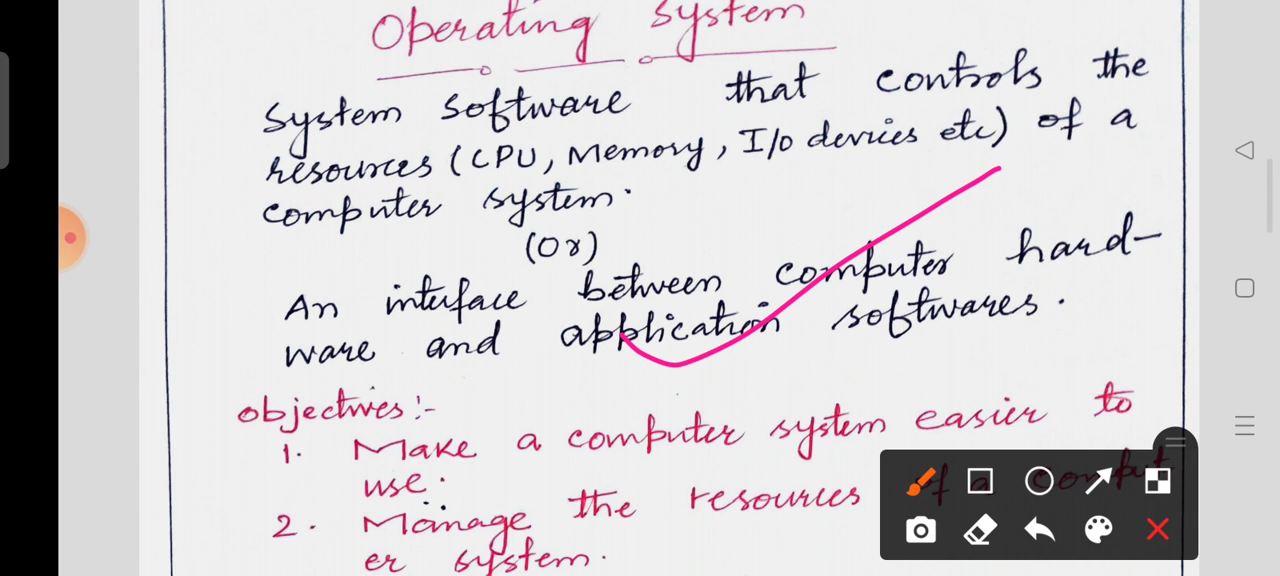 Operating System
System software that controls the
resources (CPU, Memory, I/O devices etc) of a
computer system.
(Or)
An interface between computer hard-
ware and application softwares.
objectives :-
1. Make a computer system easier to
use.
2. Manage the resources of a comput
er system.